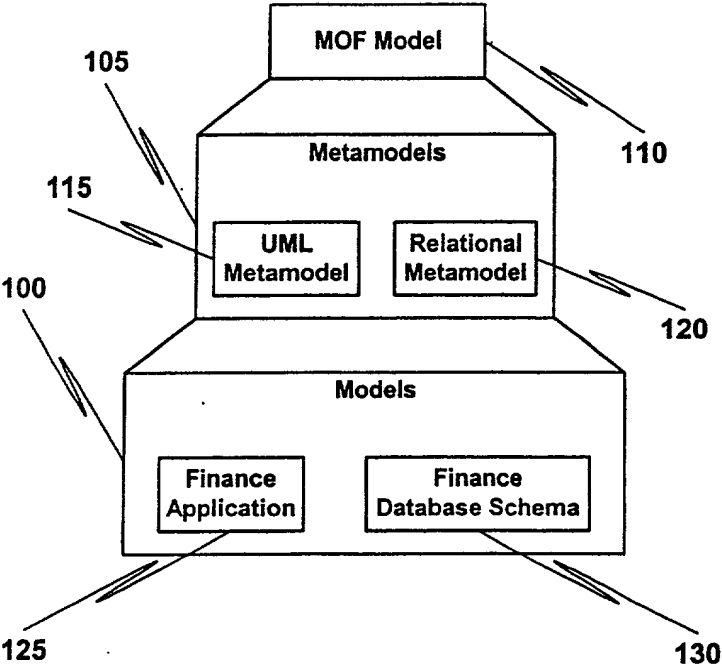 MOF Model
105
110
Metamodels
115
UML
Metamodel
Relational
Metamodel
100
120
Models
Finance
Application
Finance
Database Schema
125
130